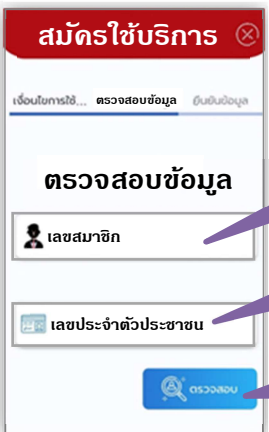 สมัครใช้บริการ
เงื่อนไขการใช้... ตรวจสอบข้อมูล ยืนยันข้อมูล
ตรวจสอบข้อมูล
เลขสมาชิก
เลขประจำตัวประชาชน
ตรวจสอบ